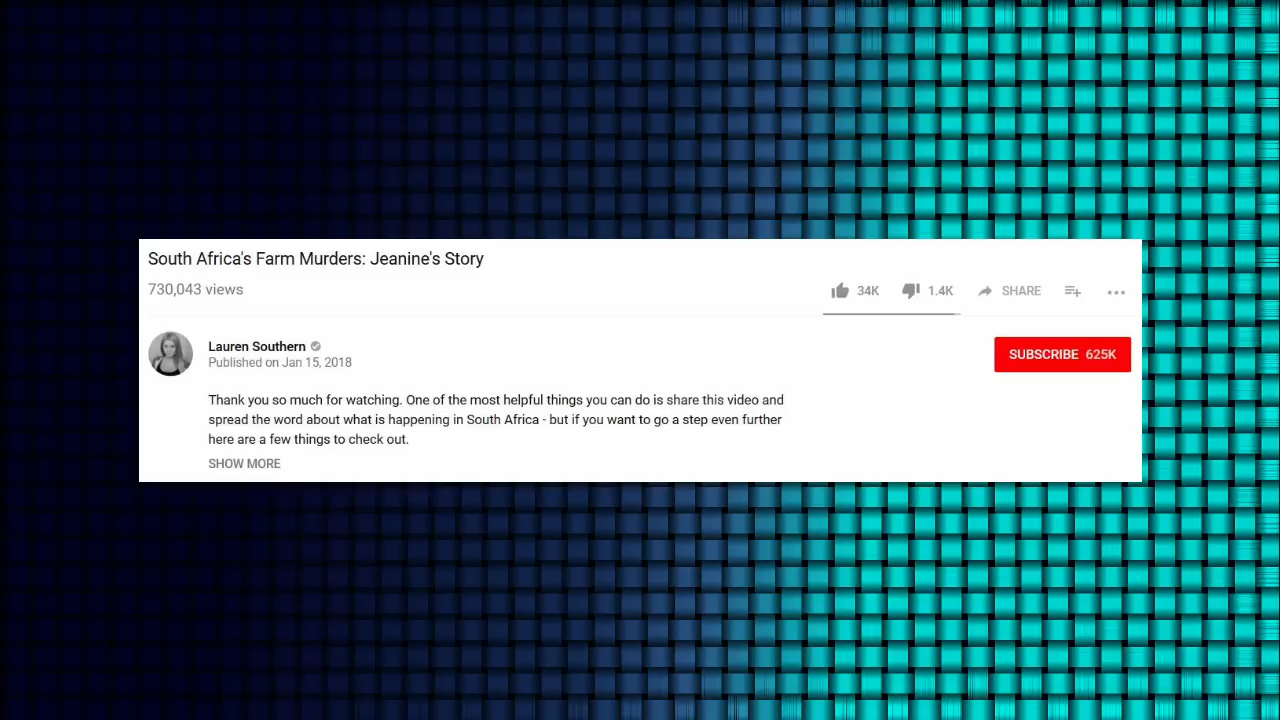 South Africa's Farm Murders: Jeanine's Story
730,043 views
34K 1.4K SHARE
Lauren Southern
Published on Jan 15, 2018
SUBSCRIBE 625K
Thank you so much for watching. One of the most helpful things you can do is share this video and
spread the word about what is happening in South Africa - but if you want to go a step even further
here are a few things to check out.
SHOW MORE